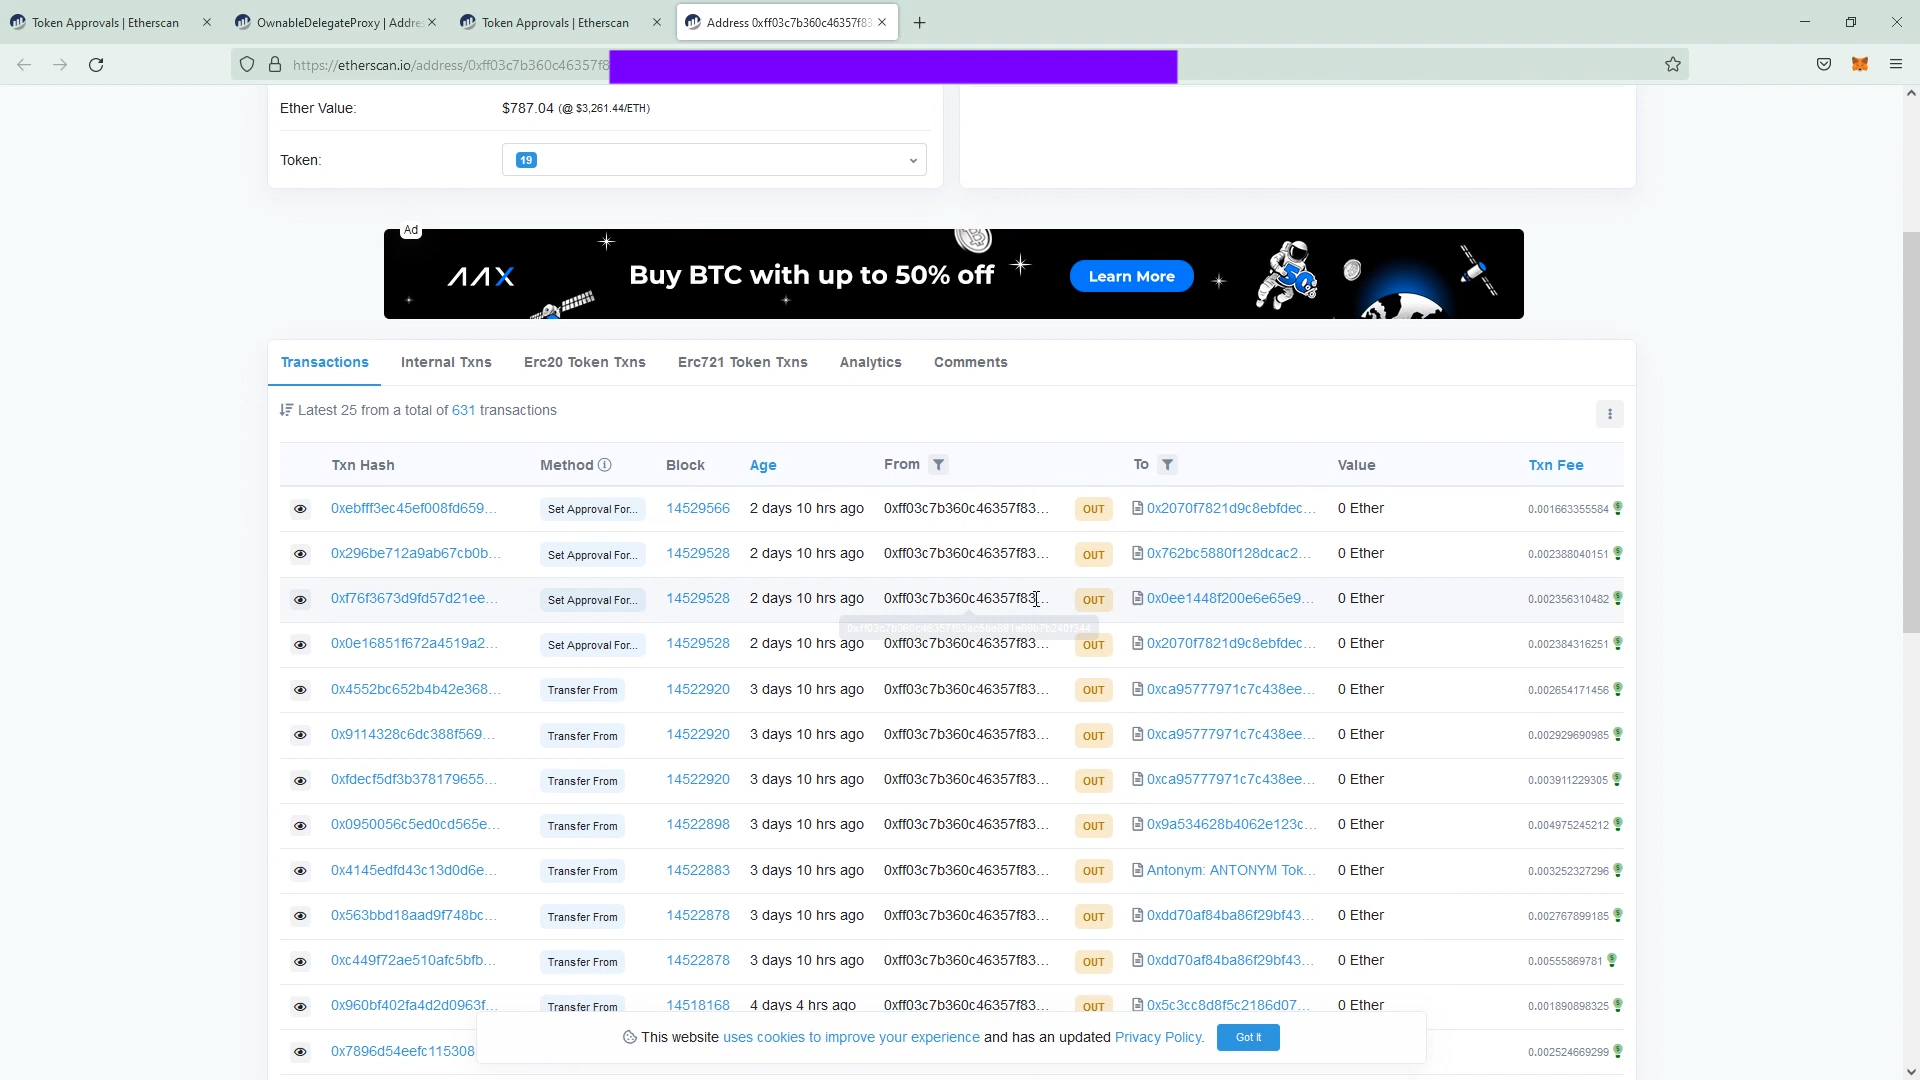 Token Approvals | Etherscan
OwnableDelegateProxy | Addre
Token Approvals | Etherscan
Address 0xff03c7b360c46357f83
https://etherscan.io/address/0xff03c7b360c46357f8
Ether Value: $787.04 (@ $3,261.44/ETH)
Token: 19
Ad
AAX Buy BTC with up to 50% off Learn More 50%
Transactions Internal Txns Erc20 Token Txns Erc721 Token Txns Analytics Comments
Latest 25 from a total of 631 transactions
Txn Hash Method Block Age From To Value Txn Fee
0xebfff3ec45ef008fd659... Set Approval For... 14529566 2 days 10 hrs ago 0xff03c7b360c46357f83... OUT 0x2070f7821d9c8ebfdec... 0 Ether 0.001663355584
0x296be712a9ab67cb0b... Set Approval For... 14529528 2 days 10 hrs ago 0xff03c7b360c46357f83... OUT 0x762bc5880f128dcac2... 0 Ether 0.002388040151
0xf76f3673d9fd57d21ee... Set Approval For... 14529528 2 days 10 hrs ago 0xff03c7b360c46357f83... OUT 0x0ee1448f200e6e65e9... 0 Ether 0.002356310482
0x0e16851f672a4519a2... Set Approval For... 14529528 2 days 10 hrs ago 0xff03c7b360c46357f83... OUT 0x2070f7821d9c8ebfdec... 0 Ether 0.002384316251
0x4552bc652b4b42e368... Transfer From 14522920 3 days 10 hrs ago 0xff03c7b360c46357f83... OUT 0xca95777971c7c438ee... 0 Ether 0.002654171456
0x9114328c6dc388f569... Transfer From 14522920 3 days 10 hrs ago 0xff03c7b360c46357f83... OUT 0xca95777971c7c438ee... 0 Ether 0.002929690985
0xfdecf5df3b378179655... Transfer From 14522920 3 days 10 hrs ago 0xff03c7b360c46357f83... OUT 0xca95777971c7c438ee... 0 Ether 0.003911229305
0x0950056c5ed0cd565e... Transfer From 14522898 3 days 10 hrs ago 0xff03c7b360c46357f83... OUT 0x9a534628b4062e123c... 0 Ether 0.004975245212
0x4145edfd43c13d0d6e... Transfer From 14522883 3 days 10 hrs ago 0xff03c7b360c46357f83... OUT Antonym: ANTONYM Tok... 0 Ether 0.003252327296
0x563bbd18aad9f748bc... Transfer From 14522878 3 days 10 hrs ago 0xff03c7b360c46357f83... OUT 0xdd70af84ba86f29bf43... 0 Ether 0.002767899185
0xc449f72ae510afc5bfb... Transfer From 14522878 3 days 10 hrs ago 0xff03c7b360c46357f83... OUT 0xdd70af84ba86f29bf43... 0 Ether 0.00555869781
0x960bf402fa4d2d0963f... Transfer From 14518168 4 days 4 hrs ago 0xff03c7b360c46357f83... OUT 0x5c3cc8d8f5c2186d07... 0 Ether 0.001890898325
0x7896d54eefc115308 0.002524669299
This website uses cookies to improve your experience and has an updated Privacy Policy. Got It